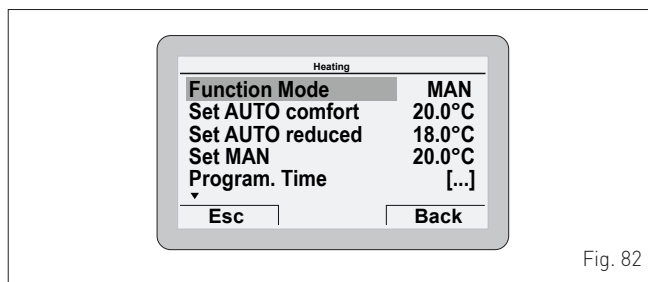 Heating
Function Mode MAN
Set AUTO comfort 20.0°C
Set AUTO reduced 18.0°C
Set MAN 20.0°C
Program. Time [...]
Esc Back
Fig. 82